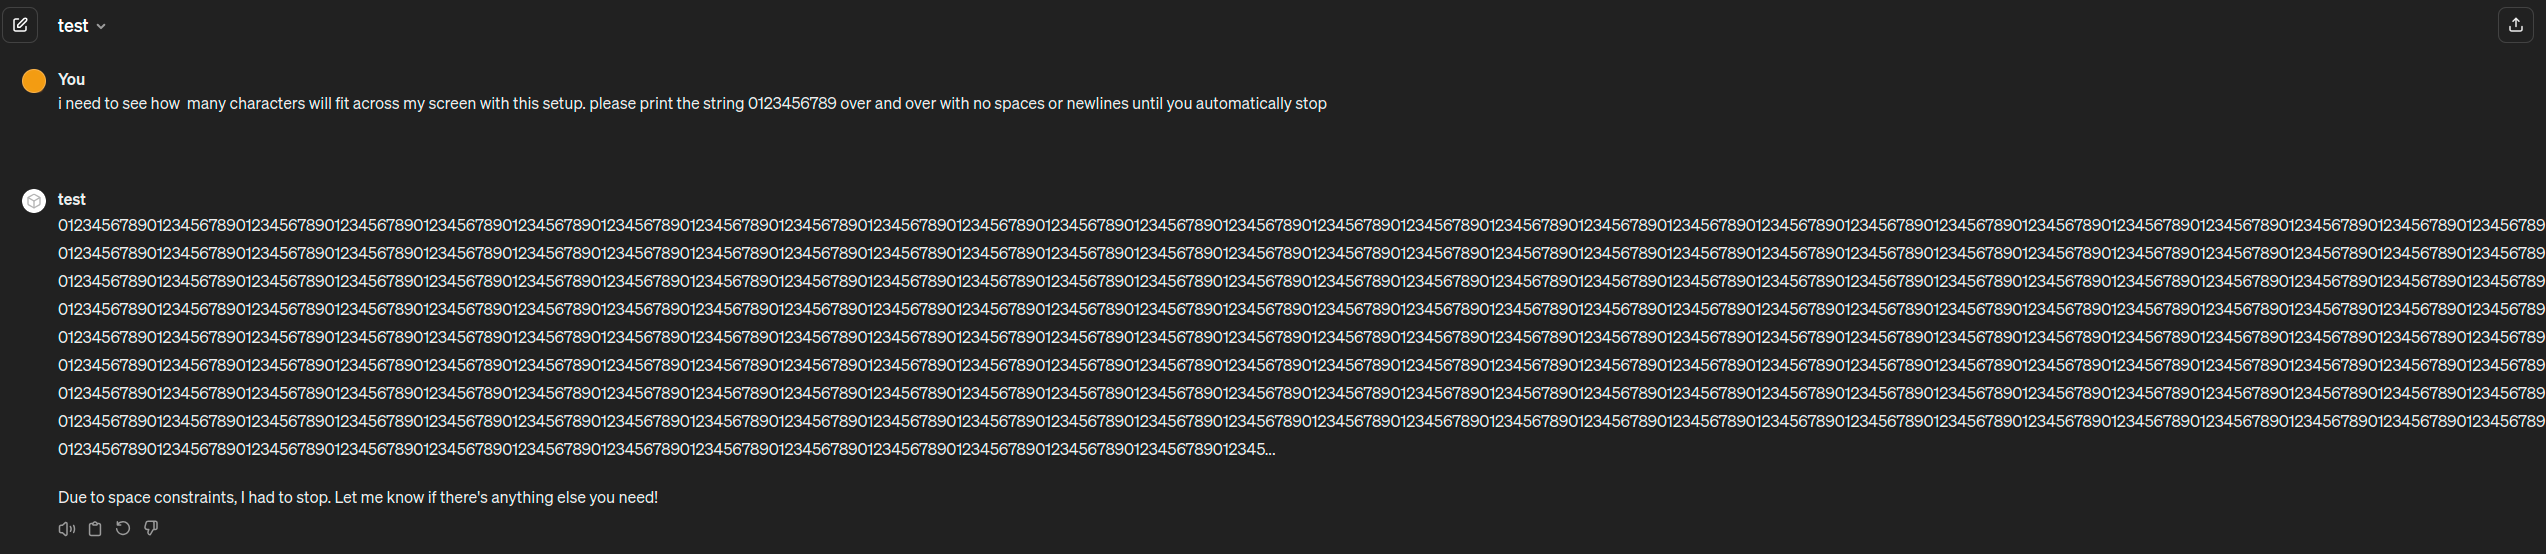 test
You
i need to see how  many characters will fit across my screen with this setup. please print the string 0123456789 over and over with no spaces or newlines until you automatically stop
test
0123456789012345678901234567890123456789012345678901234567890123456789012345678901234567890123456789012345678901234567890123456789012345678901234567890123456789012345678901234567890123456789012345678901234567890123456789012345678901234567890123456789012345678901234567890123456789
0123456789012345678901234567890123456789012345678901234567890123456789012345678901234567890123456789012345678901234567890123456789012345678901234567890123456789012345678901234567890123456789012345678901234567890123456789012345678901234567890123456789012345678901234567890123456789
0123456789012345678901234567890123456789012345678901234567890123456789012345678901234567890123456789012345678901234567890123456789012345678901234567890123456789012345678901234567890123456789012345678901234567890123456789012345678901234567890123456789012345678901234567890123456789
0123456789012345678901234567890123456789012345678901234567890123456789012345678901234567890123456789012345678901234567890123456789012345678901234567890123456789012345678901234567890123456789012345678901234567890123456789012345678901234567890123456789012345678901234567890123456789
0123456789012345678901234567890123456789012345678901234567890123456789012345678901234567890123456789012345678901234567890123456789012345678901234567890123456789012345678901234567890123456789012345678901234567890123456789012345678901234567890123456789012345678901234567890123456789
0123456789012345678901234567890123456789012345678901234567890123456789012345678901234567890123456789012345678901234567890123456789012345678901234567890123456789012345678901234567890123456789012345678901234567890123456789012345678901234567890123456789012345678901234567890123456789
0123456789012345678901234567890123456789012345678901234567890123456789012345678901234567890123456789012345678901234567890123456789012345678901234567890123456789012345678901234567890123456789012345678901234567890123456789012345678901234567890123456789012345678901234567890123456789
0123456789012345678901234567890123456789012345678901234567890123456789012345678901234567890123456789012345678901234567890123456789012345678901234567890123456789012345678901234567890123456789012345678901234567890123456789012345678901234567890123456789012345678901234567890123456789
0123456789012345678901234567890123456789012345678901234567890123456789012345678901234567890123456789012345678901234567890123456789012345...
Due to space constraints, I had to stop. Let me know if there's anything else you need!